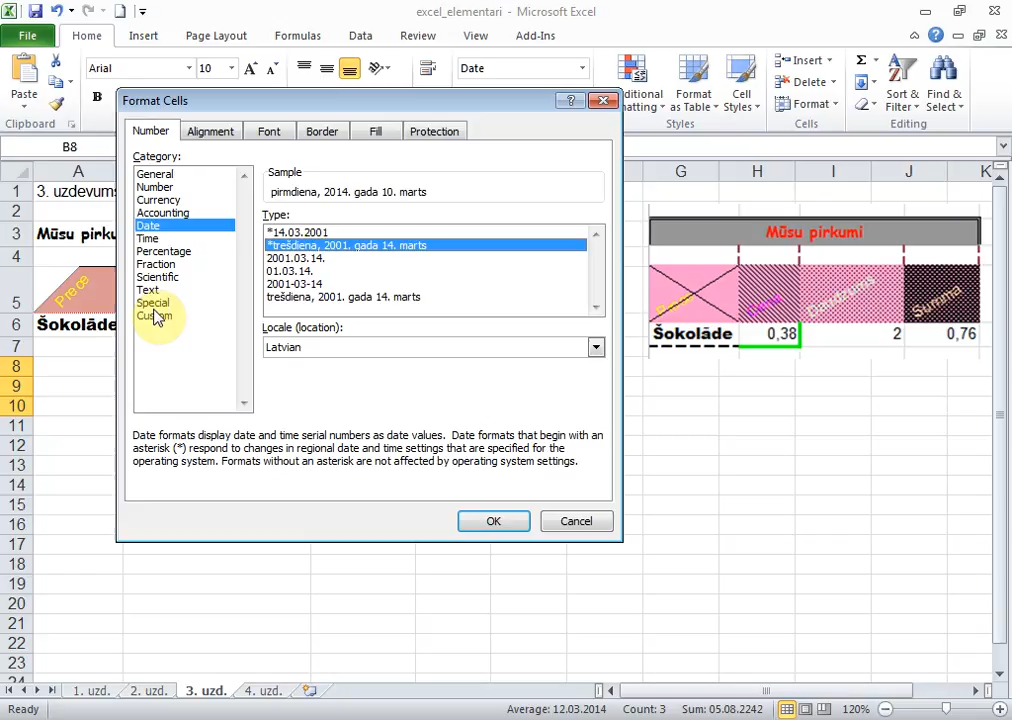 excel_elementari - Microsoft Excel
File Home Insert Page Layout Formulas Data Review View Add-Ins
Paste
Clipboard
Arial 10
B
Date
Conditional Formatting
Format as Table
Cell Styles
Styles
Insert
Delete
Format
Cells
Sort & Filter
Find & Select
Editing
B8
Format Cells
Number Alignment Font Border Fill Protection
Category:
General
Number
Currency
Accounting
Date
Time
Percentage
Fraction
Scientific
Text
Special
Custom
Sample
pirmdiena, 2014. gada 10. marts
Type:
*14.03.2001
*trešdiena, 2001. gada 14. marts
2001.03.14.
01.03.14.
2001-03-14
trešdiena, 2001. gada 14. marts
Locale (location):
Latvian
Date formats display date and time serial numbers as date values. Date formats that begin with an
asterisk (*) respond to changes in regional date and time settings that are specified for the
operating system. Formats without an asterisk are not affected by operating system settings.
OK Cancel
A G H I J K
1 3. uzdevums
2
3 Mūsu pirku
4
5 Prece
6 Šokolāde
7
8
9
10
11
12
13
14
15
16
17
18
19
20
21
22
23
24
Mūsu pirkumi
Prece Cena Daudzums Summa
Šokolāde 0,38 2 0,76
1. uzd. 2. uzd. 3. uzd. 4. uzd.
Ready Average: 12.03.2014 Count: 3 Sum: 05.08.2242 120%